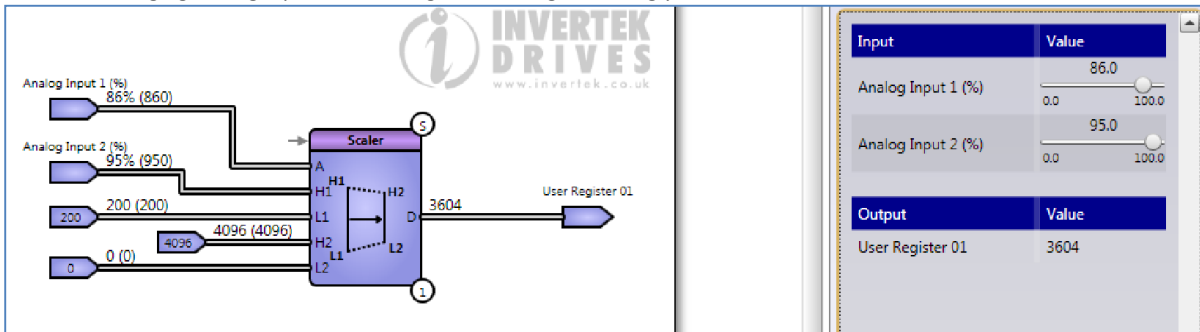 INVERTEK
DRIVES
www.invertek.co.uk
Analog Input 1 (%)
86% (860)
Analog Input 2 (%)
95% (950)
200
200 (200)
4096
4096 (4096)
0
0 (0)
S
Scaler
A
H1
H1
H2
L1
D
H2
L1
L2
L2
1
3604
User Register 01
Input Value
Analog Input 1 (%)
86.0
0.0 100.0
Analog Input 2 (%)
95.0
0.0 100.0
Output Value
User Register 01 3604